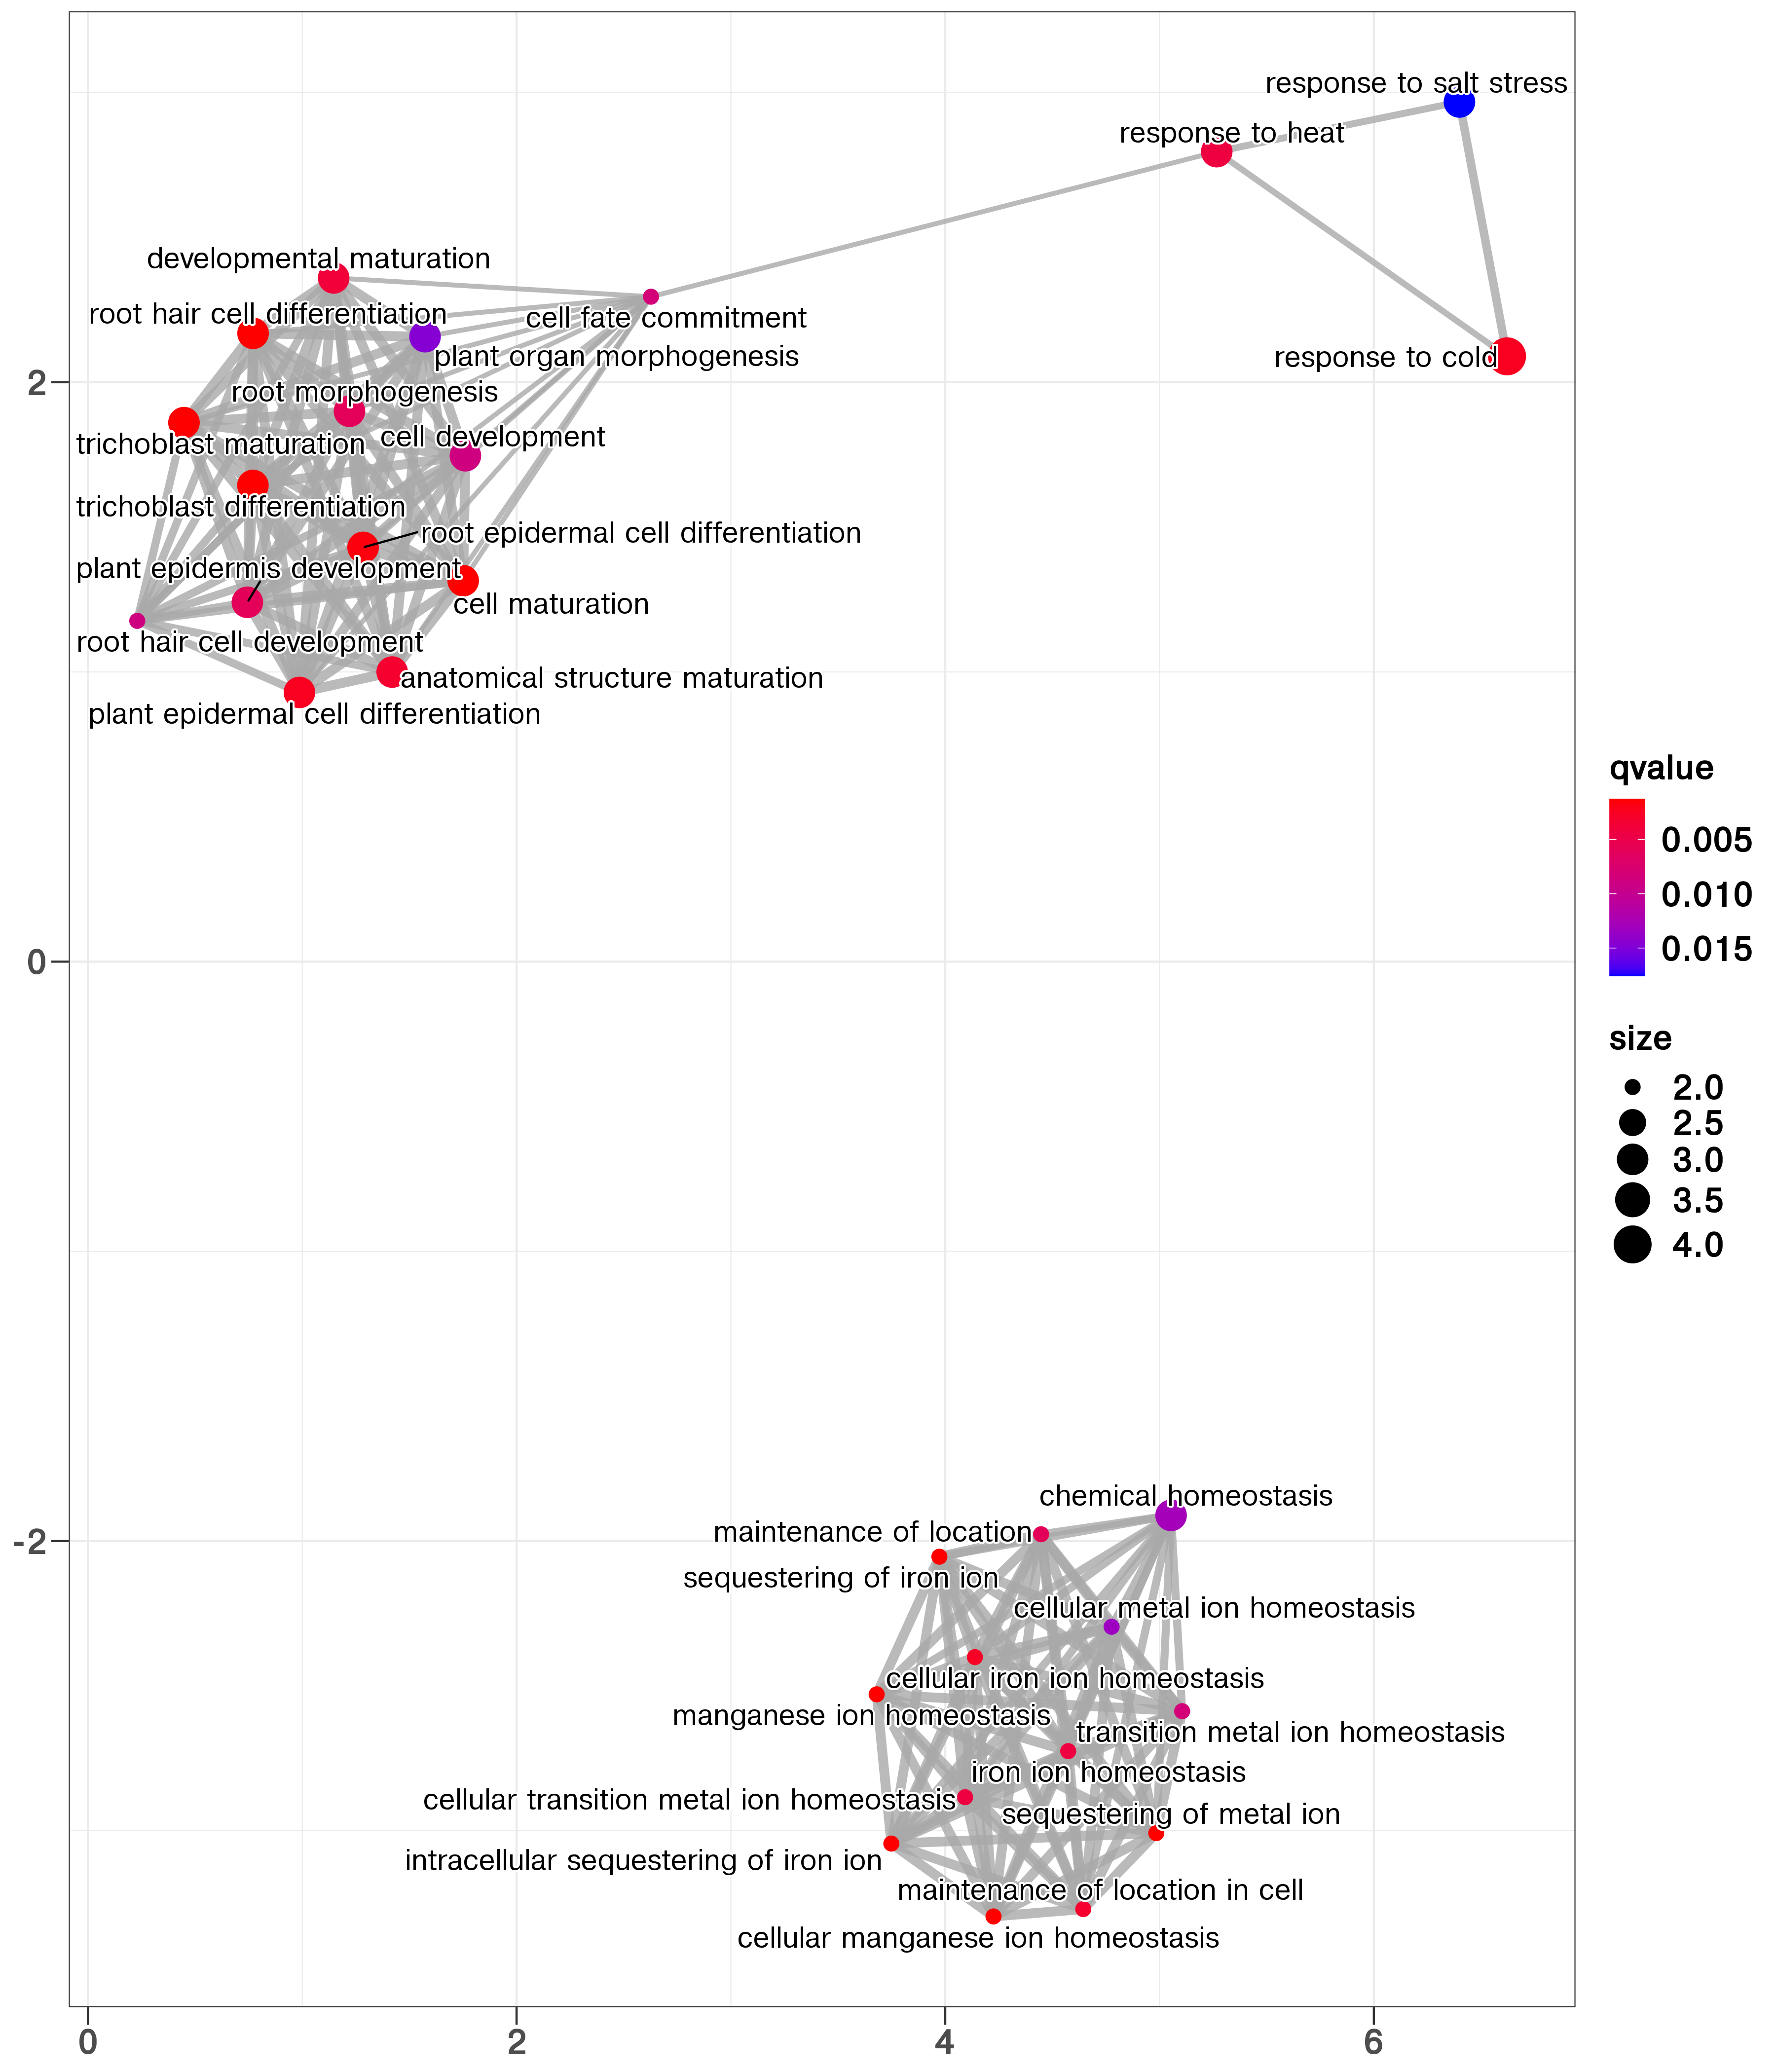 response to salt stress
response to heat
developmental maturation
root hair cell differentiation
cell fate commitment
plant organ morphogenesis
response to cold
2
root morphogenesis
cell development
trichoblast maturation
trichoblast differentiation
root epidermal cell differentiation
plant epidermis development
cell maturation
root hair cell development
anatomical structure maturation
plant epidermal cell differentiation
qvalue
0.005
0.010
0.015
0
size
2.0
2.5
3.0
3.5
4.0
chemical homeostasis
maintenance of location
-2
sequestering of iron ion
cellular metal ion homeostasis
cellular iron ion homeostasis
manganese ion homeostasis
transition metal ion homeostasis
iron ion homeostasis
cellular transition metal ion homeostasis
sequestering of metal ion
intracellular sequestering of iron ion
maintenance of location in cell
cellular manganese ion homeostasis
0
2
4
6